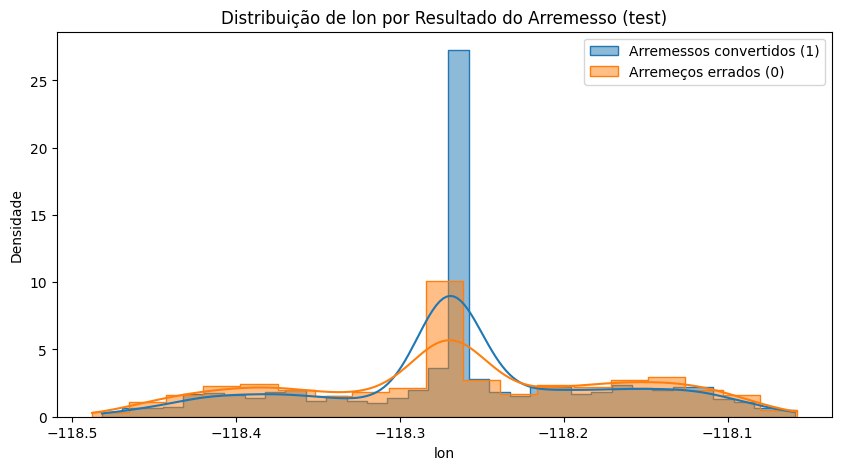 Distribuição de lon por Resultado do Arremesso (test)
Arremessos convertidos (1)
Arremeços errados (0)
Densidade
25
20
15
10
5
0
−118.5
−118.4
−118.3
−118.2
−118.1
lon